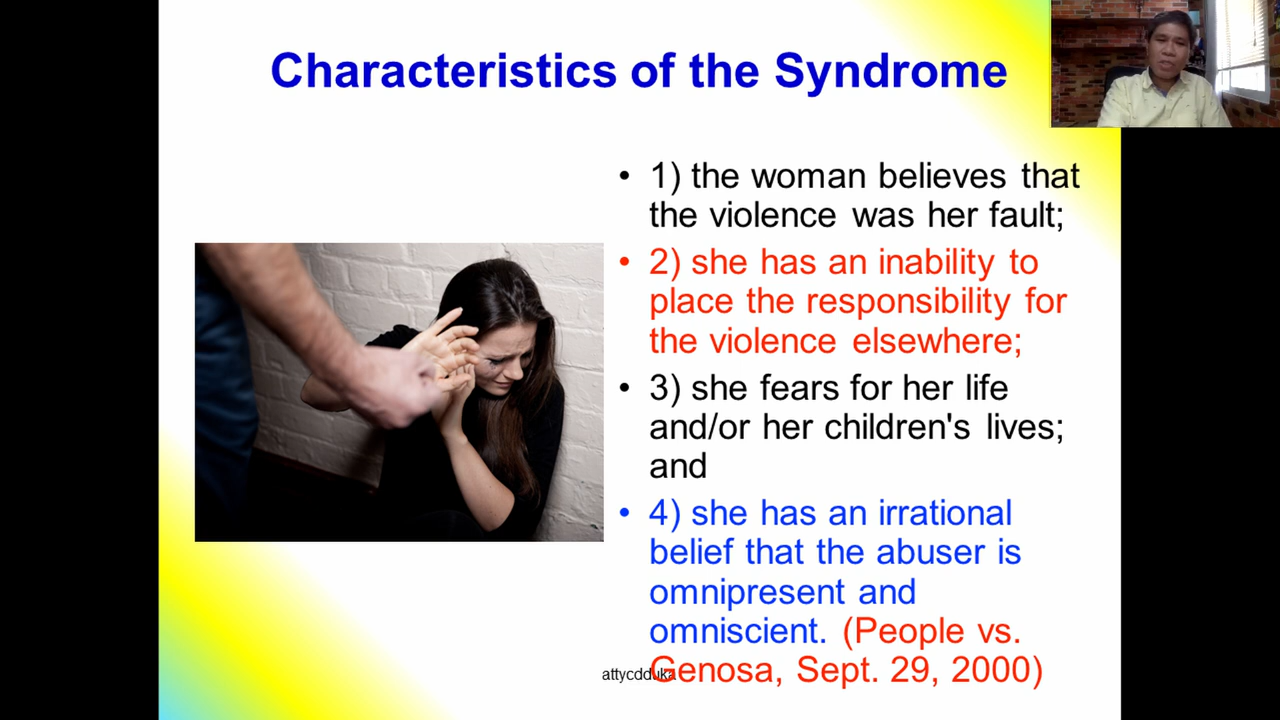 Characteristics of the Syndrome
• 1) the woman believes that
the violence was her fault;
• 2) she has an inability to
place the responsibility for
the violence elsewhere;
• 3) she fears for her life
and/or her children's lives;
and
• 4) she has an irrational
belief that the abuser is
omnipresent and
omniscient. (People vs.
Genosa, Sept. 29, 2000)
attycdduka